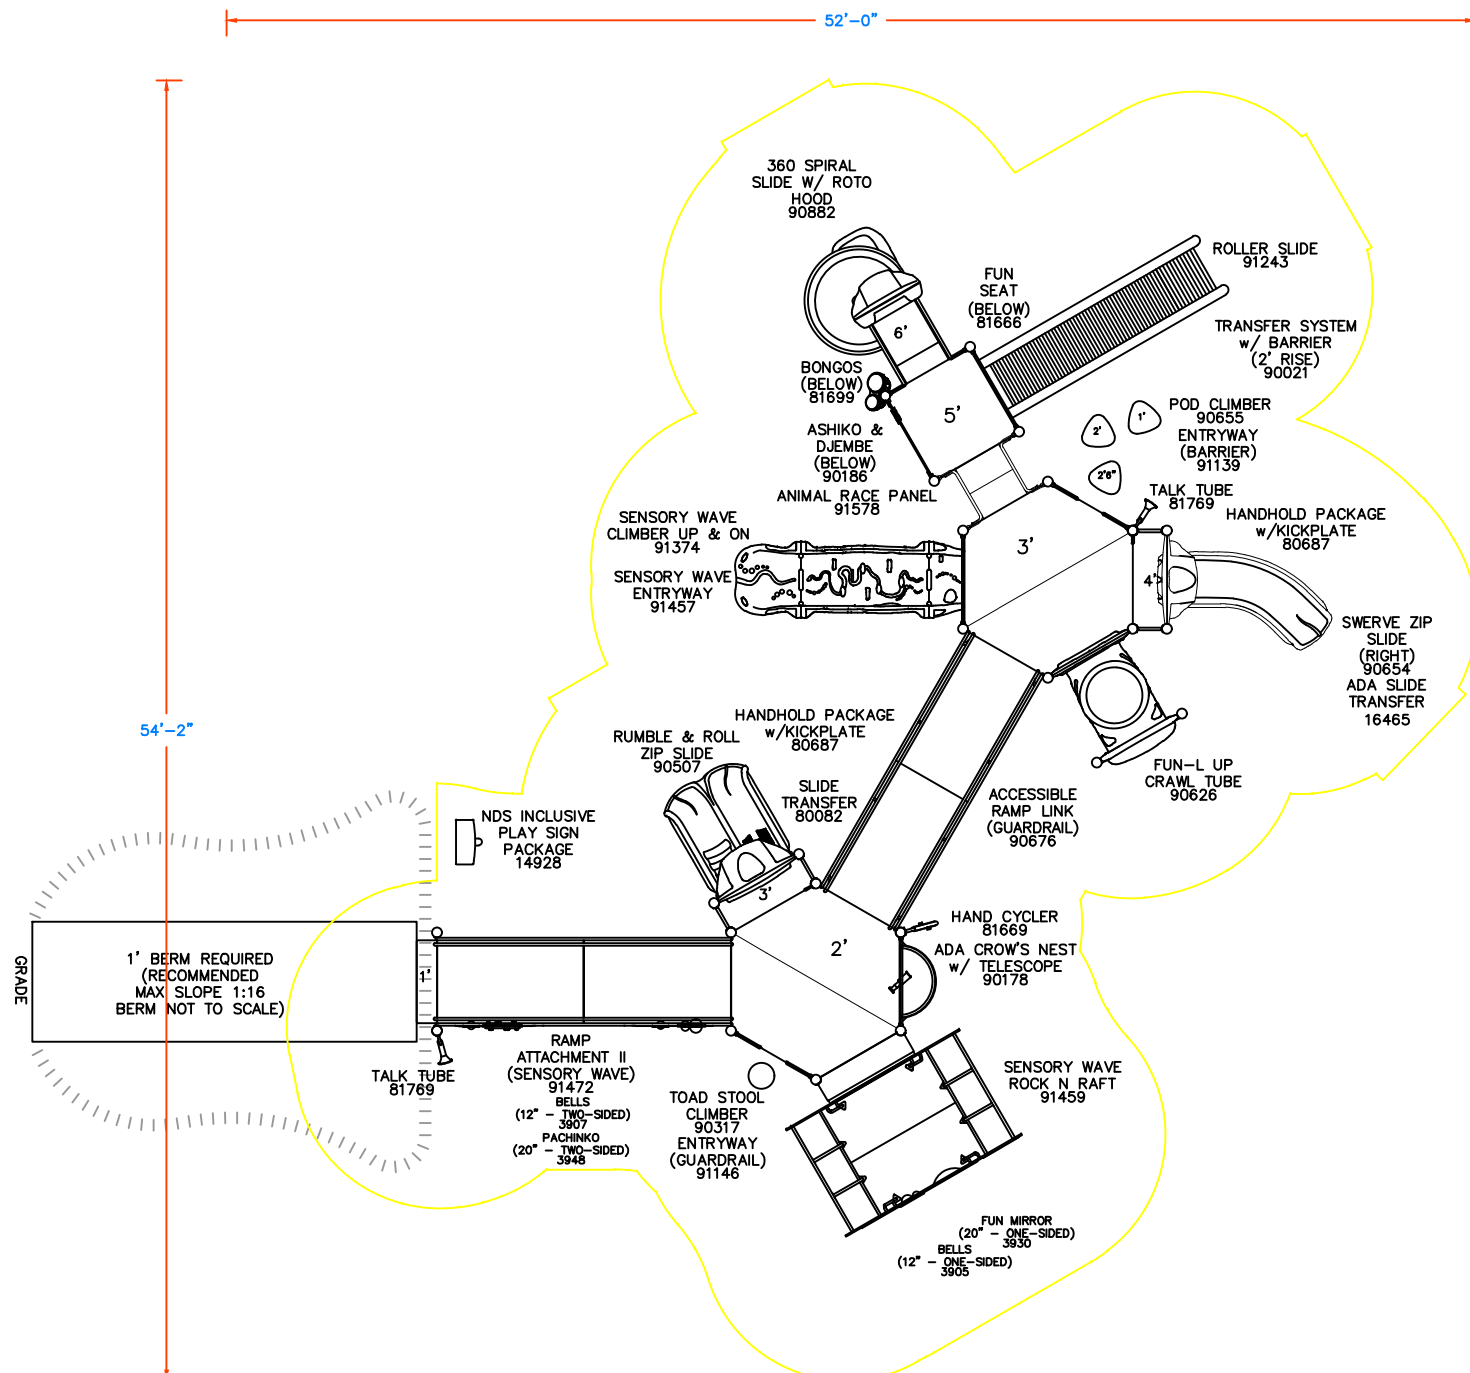 52'-0"
360 SPIRAL
SLIDE W/ ROTO
HOOD
90882
ROLLER SLIDE
91243
FUN
SEAT
(BELOW)
81666
6'
TRANSFER SYSTEM
w/ BARRIER
(2' RISE)
90021
BONGOS
(BELOW)
81699
5'
POD CLIMBER
90655
ENTRYWAY
(BARRIER)
91139
1'
2'
2'6"
ASHIKO &
DJEMBE
(BELOW)
90186
ANIMAL RACE PANEL
91578
TALK TUBE
81769
HANDHOLD PACKAGE
w/KICKPLATE
80687
SENSORY WAVE
CLIMBER UP & ON
91374
SENSORY WAVE
ENTRYWAY
91457
3'
4'
SWERVE ZIP
SLIDE
(RIGHT)
90654
ADA SLIDE
TRANSFER
16465
54'-2"
HANDHOLD PACKAGE
w/KICKPLATE
80687
RUMBLE & ROLL
ZIP SLIDE
90507
SLIDE
TRANSFER
80082
FUN-L UP
CRAWL TUBE
90626
ACCESSIBLE
RAMP LINK
(GUARDRAIL)
90676
NDS INCLUSIVE
PLAY SIGN
PACKAGE
14928
3'
HAND CYCLER
81669
ADA CROW'S NEST
w/ TELESCOPE
90178
2'
GRADE
1' BERM REQUIRED
(RECOMMENDED
MAX SLOPE 1:16
BERM NOT TO SCALE)
1'
TALK TUBE
81769
RAMP
ATTACHMENT II
(SENSORY WAVE)
91472
BELLS
(12" - TWO-SIDED)
3907
PACHINKO
(20" - TWO-SIDED)
3948
TOAD STOOL
CLIMBER
90317
ENTRYWAY
(GUARDRAIL)
91146
SENSORY WAVE
ROCK N RAFT
91459
FUN MIRROR
(20" - ONE-SIDED)
3930
BELLS
(12" - ONE-SIDED)
3905